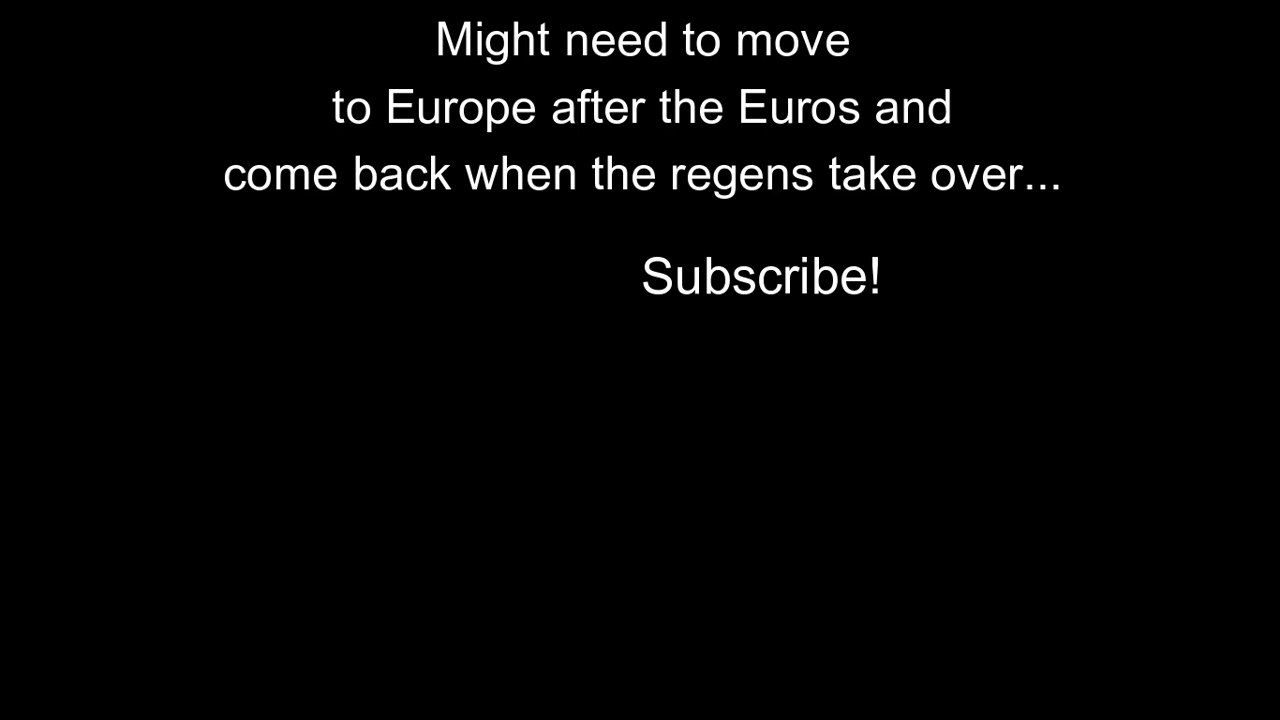 Might need to move
to Europe after the Euros and
come back when the regens take over...
Subscribe!